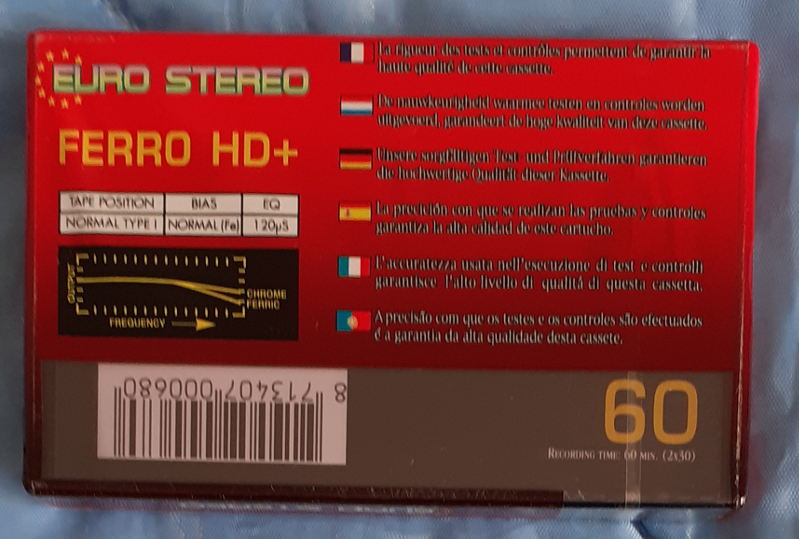 EURO STEREO
FERRO HD+
TAPE POSITION BIAS EQ
NORMAL TYPE I NORMAL (Fe) 120µS
OUTPUT
CHROME
FERRIC
FREQUENCY
La rigueur des tests et contrôles permettent de garantir la
haute qualité de cette cassette.
De nauwkeurigheid waarmee testen en controles worden
uitgevoerd, garandeert de hoge kwaliteit van deze cassette.
Unsere sorgfältigen Test- und Prüfverfahren garantieren
die hochwertige Qualität dieser Kassette.
La precición con que se realizan las pruebas y controles
garantiza la alta calidad de este cartucho.
L'accuratezza usata nell'esecuzione di test e controlli
garantisce l'alto livello di qualitá di questa cassetta.
A precisão com que os testes e os controles são efectuados
é a garantia da alta qualidade desta cassete.
8 713407 000680
60
RECORDING TIME: 60 MIN. (2x30)